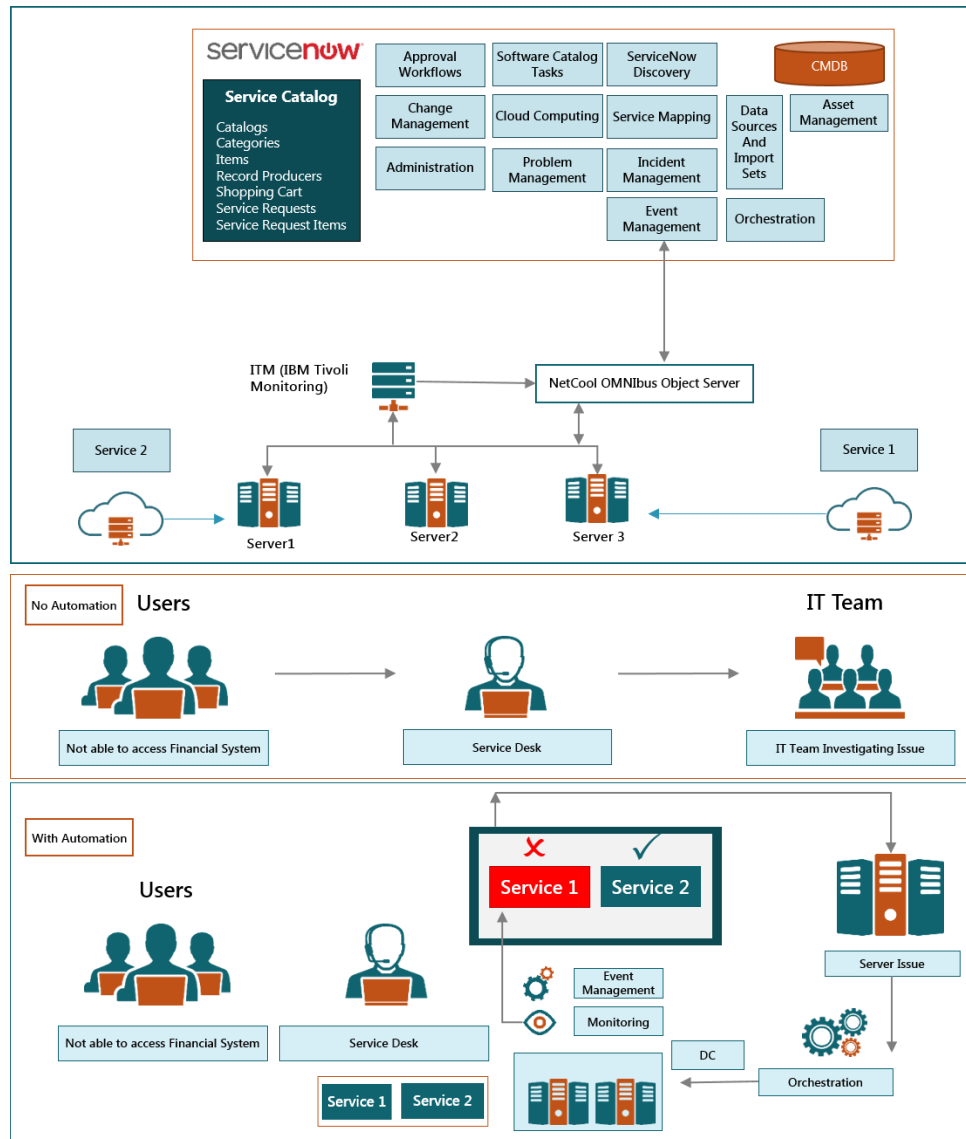 servicenow
Service Catalog
Catalogs
Categories
Items
Record Producers
Shopping Cart
Service Requests
Service Request Items
Approval
Workflows
Software Catalog
Tasks
ServiceNow
Discovery
CMDB
Change
Management
Cloud Computing
Service Mapping
Data
Sources
And
Import
Sets
Asset
Management
Administration
Problem
Management
Incident
Management
Event
Management
Orchestration
ITM (IBM Tivoli
Monitoring)
NetCool OMNIbus Object Server
Service 2
Service 1
Server1
Server2
Server 3
No Automation
Users
IT Team
Not able to access Financial System
Service Desk
IT Team Investigating Issue
With Automation
Users
Service 1
Service 2
Server Issue
Event
Management
Monitoring
Not able to access Financial System
Service Desk
DC
Orchestration
Service 1
Service 2